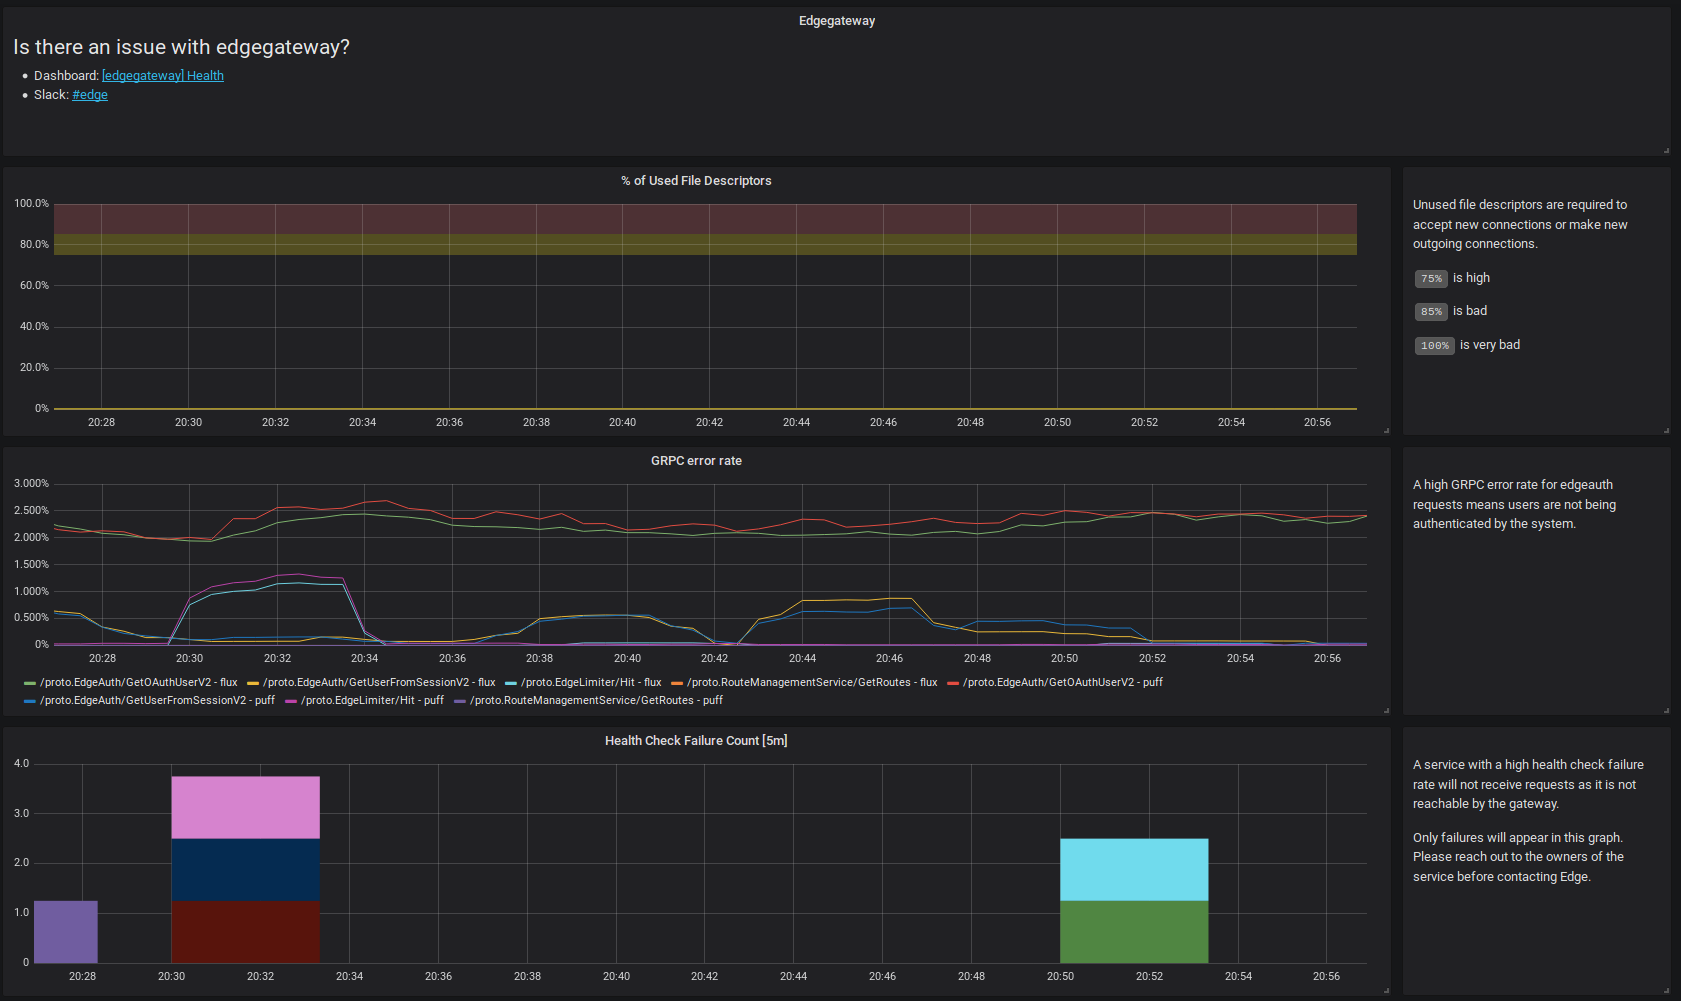 Edgegateway
Is there an issue with edgegateway?
Dashboard: [edgegateway] Health
Slack: #edge
% of Used File Descriptors
100.0%
80.0%
60.0%
40.0%
20.0%
0%
20:28 20:30 20:32 20:34 20:36 20:38 20:40 20:42 20:44 20:46 20:48 20:50 20:52 20:54 20:56
Unused file descriptors are required to
accept new connections or make new
outgoing connections.
75% is high
85% is bad
100% is very bad
GRPC error rate
3.000%
2.500%
2.000%
1.500%
1.000%
0.500%
0%
20:28 20:30 20:32 20:34 20:36 20:38 20:40 20:42 20:44 20:46 20:48 20:50 20:52 20:54 20:56
/proto.EdgeAuth/GetOAuthUserV2 - flux /proto.EdgeAuth/GetUserFromSessionV2 - flux /proto.EdgeLimiter/Hit - flux /proto.RouteManagementService/GetRoutes - flux /proto.EdgeAuth/GetOAuthUserV2 - puff
/proto.EdgeAuth/GetUserFromSessionV2 - puff /proto.EdgeLimiter/Hit - puff /proto.RouteManagementService/GetRoutes - puff
A high GRPC error rate for edgeauth
requests means users are not being
authenticated by the system.
Health Check Failure Count [5m]
4.0
3.0
2.0
1.0
0
20:28 20:30 20:32 20:34 20:36 20:38 20:40 20:42 20:44 20:46 20:48 20:50 20:52 20:54 20:56
A service with a high health check failure
rate will not receive requests as it is not
reachable by the gateway.
Only failures will appear in this graph.
Please reach out to the owners of the
service before contacting Edge.